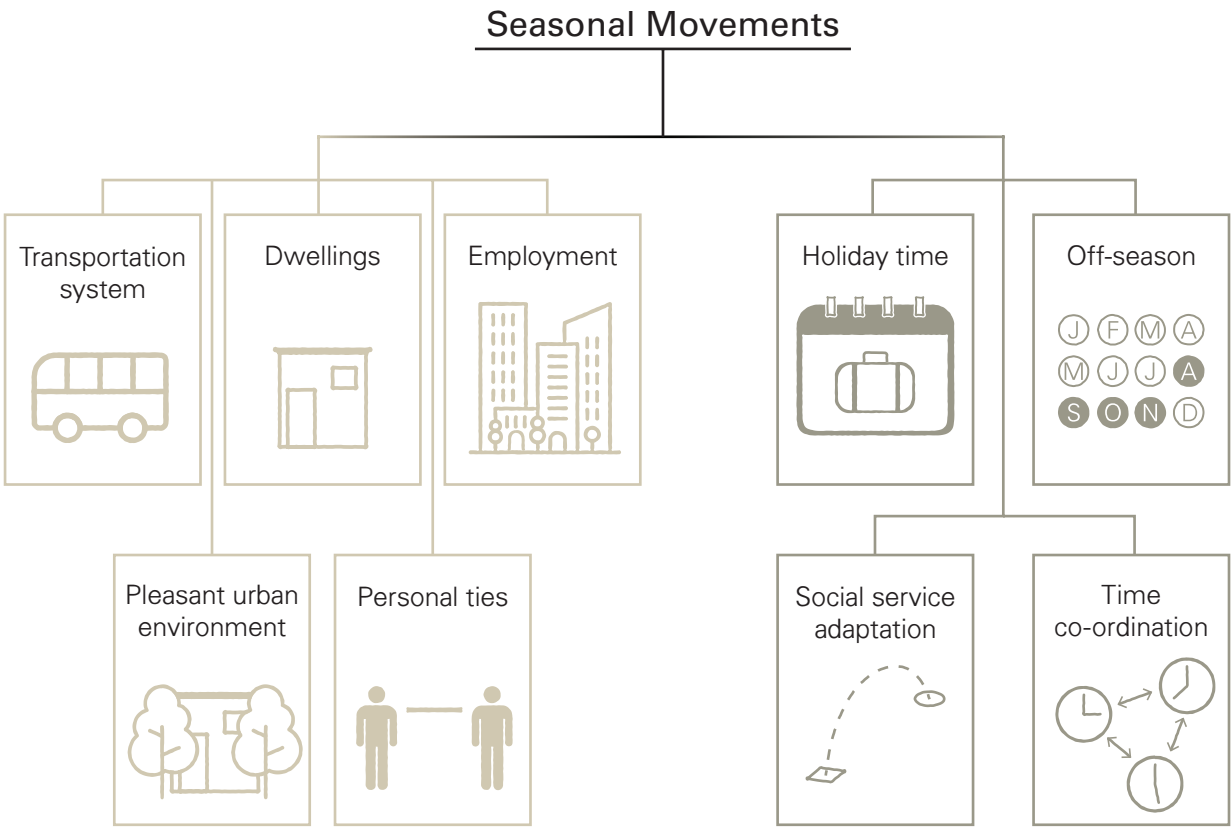 Seasonal Movements
Transportation
system
Dwellings
Employment
Holiday time
Off-season
J F M A
M J J A
S O N D
Pleasant urban
environment
Personal ties
Social service
adaptation
Time
co-ordination